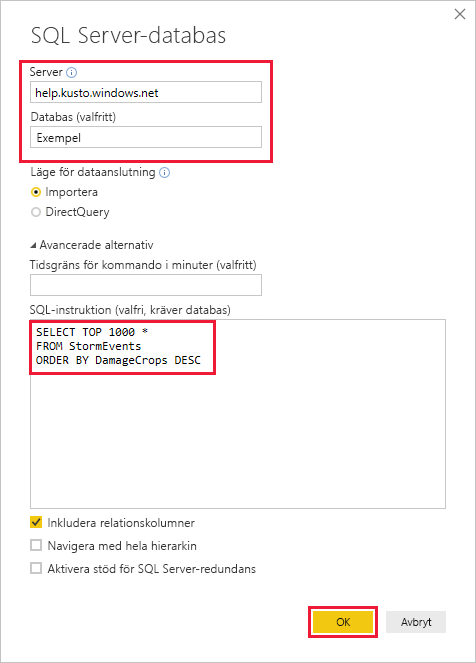 SQL Server-databas
Server
help.kusto.windows.net
Databas (valfritt)
Exempel
Läge för dataanslutning
Importera
DirectQuery
Avancerade alternativ
Tidsgräns för kommando i minuter (valfritt)
SQL-instruktion (valfri, kräver databas)
SELECT TOP 1000 *
FROM StormEvents
ORDER BY DamageCrops DESC
Inkludera relationskolumner
Navigera med hela hierarkin
Aktivera stöd för SQL Server-redundans
OK Avbryt